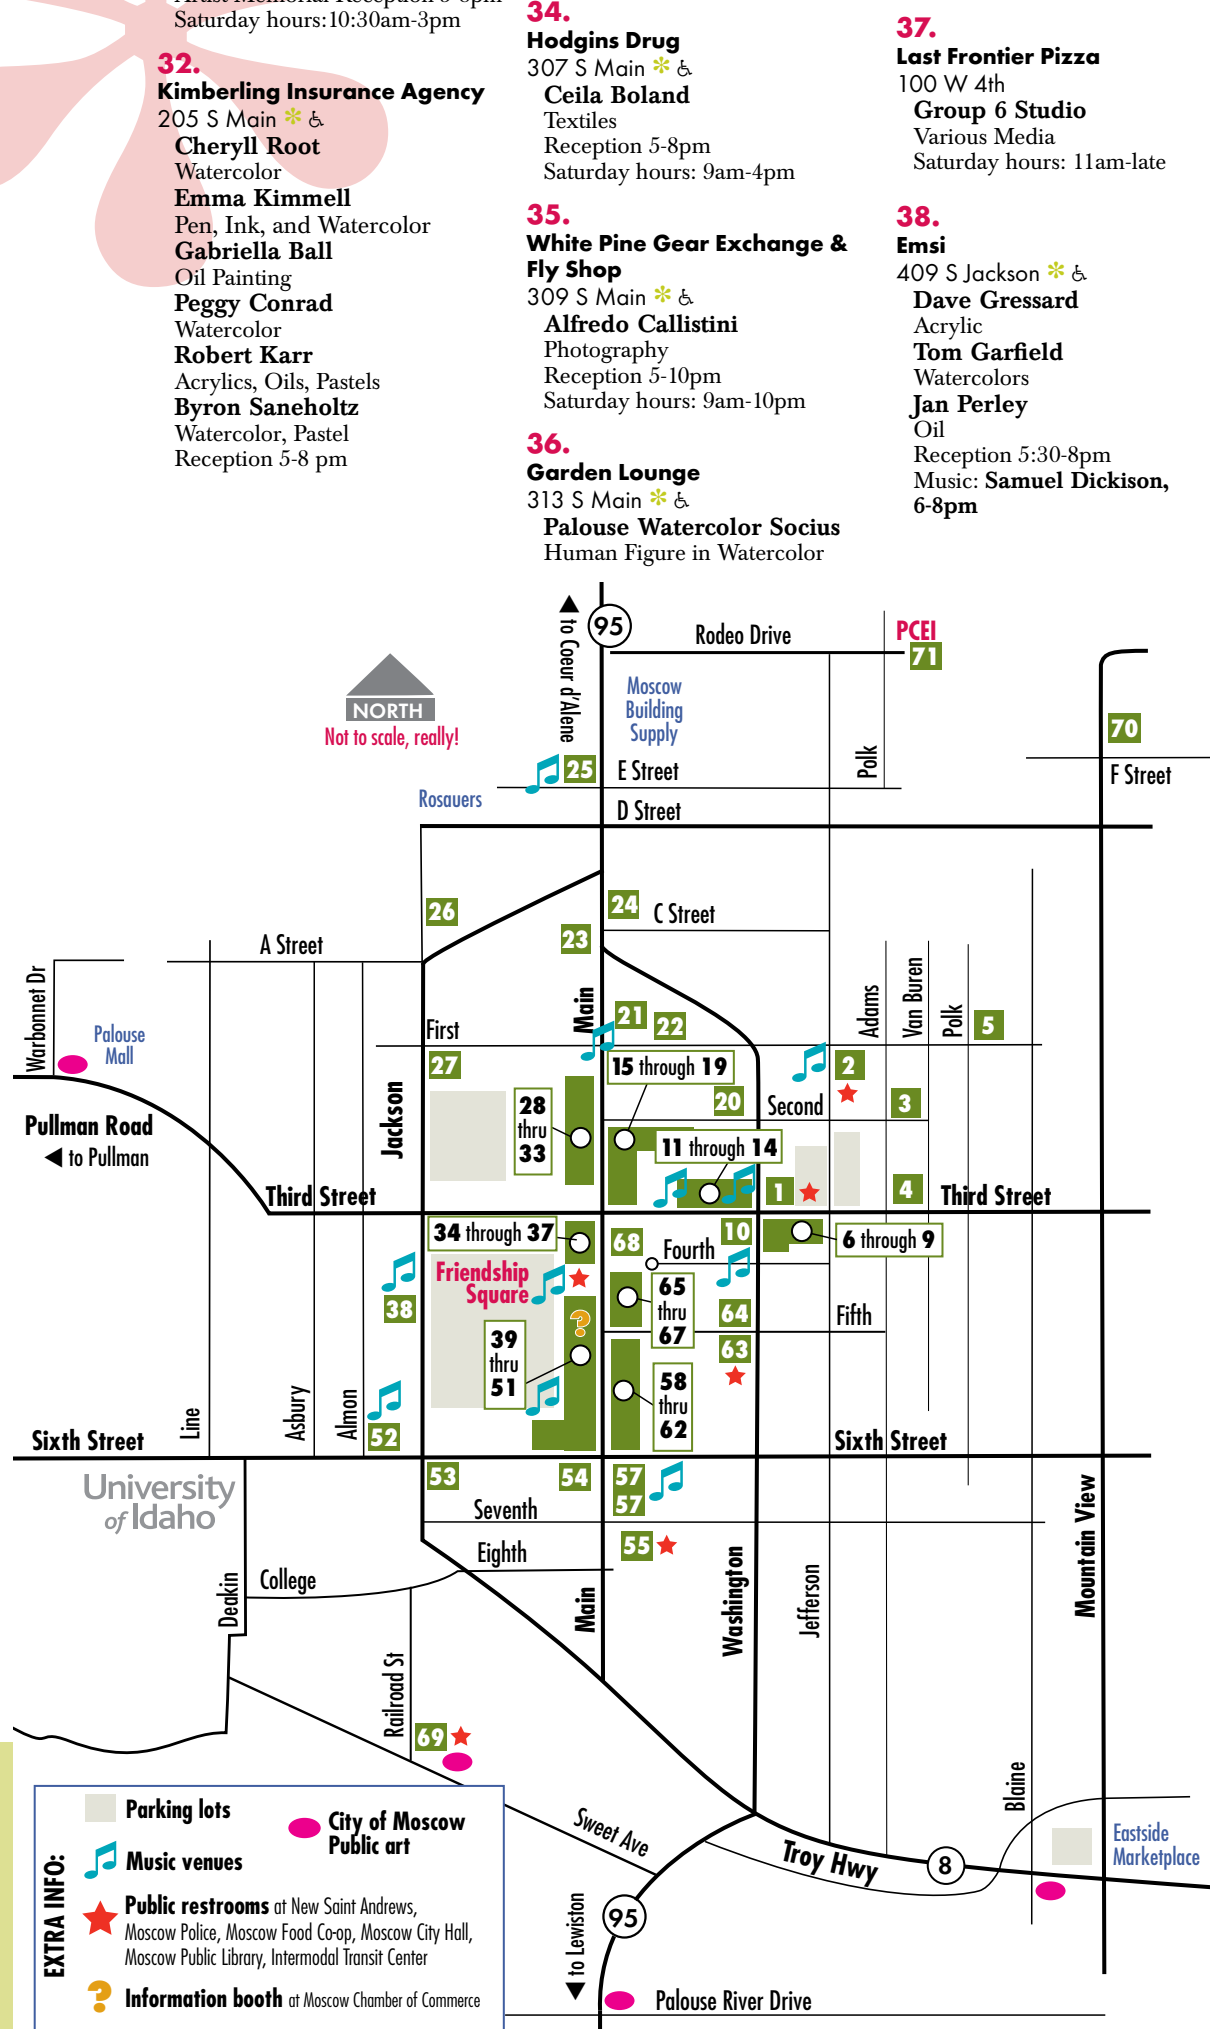 Artist Memorial Reception 5-8pm
Saturday hours:10:30am-3pm
32.
Kimberling Insurance Agency
205 S Main ✻ ♿
Cheryll Root
Watercolor
Emma Kimmell
Pen, Ink, and Watercolor
Gabriella Ball
Oil Painting
Peggy Conrad
Watercolor
Robert Karr
Acrylics, Oils, Pastels
Byron Saneholtz
Watercolor, Pastel
Reception 5-8 pm
34.
Hodgins Drug
307 S Main ✻ ♿
Ceila Boland
Textiles
Reception 5-8pm
Saturday hours: 9am-4pm
35.
White Pine Gear Exchange &
Fly Shop
309 S Main ✻ ♿
Alfredo Callistini
Photography
Reception 5-10pm
Saturday hours: 9am-10pm
36.
Garden Lounge
313 S Main ✻ ♿
Palouse Watercolor Socius
Human Figure in Watercolor
37.
Last Frontier Pizza
100 W 4th
Group 6 Studio
Various Media
Saturday hours: 11am-late
38.
Emsi
409 S Jackson ✻ ♿
Dave Gressard
Acrylic
Tom Garfield
Watercolors
Jan Perley
Oil
Reception 5:30-8pm
Music: Samuel Dickison,
6-8pm
to Coeur d'Alene
95
Rodeo Drive
PCEI
71
NORTH
Not to scale, really!
Moscow
Building
Supply
Polk
70
F Street
25
E Street
Rosauers
D Street
26
24
C Street
23
A Street
Warbonnet Dr
Palouse
Mall
Main
21
22
First
Adams
Van Buren
Polk
5
27
15 through 19
2
Jackson
28
thru
33
20
Second
3
Pullman Road
to Pullman
11 through 14
Third Street
1
4
Third Street
34 through 37
68
10
6 through 9
Fourth
Friendship
Square
38
65
thru
67
64
Fifth
?
39
thru
51
63
58
thru
62
Line
Asbury
Almon
52
Sixth Street
Sixth Street
University
of Idaho
53
54
57
57
Seventh
55
Eighth
College
Deakin
Main
Washington
Jefferson
Mountain View
Railroad St
69
Blaine
Sweet Ave
Troy Hwy
8
Eastside
Marketplace
95
to Lewiston
Palouse River Drive
EXTRA INFO:
Parking lots
City of Moscow
Public art
Music venues
Public restrooms at New Saint Andrews,
Moscow Police, Moscow Food Co-op, Moscow City Hall,
Moscow Public Library, Intermodal Transit Center
? Information booth at Moscow Chamber of Commerce